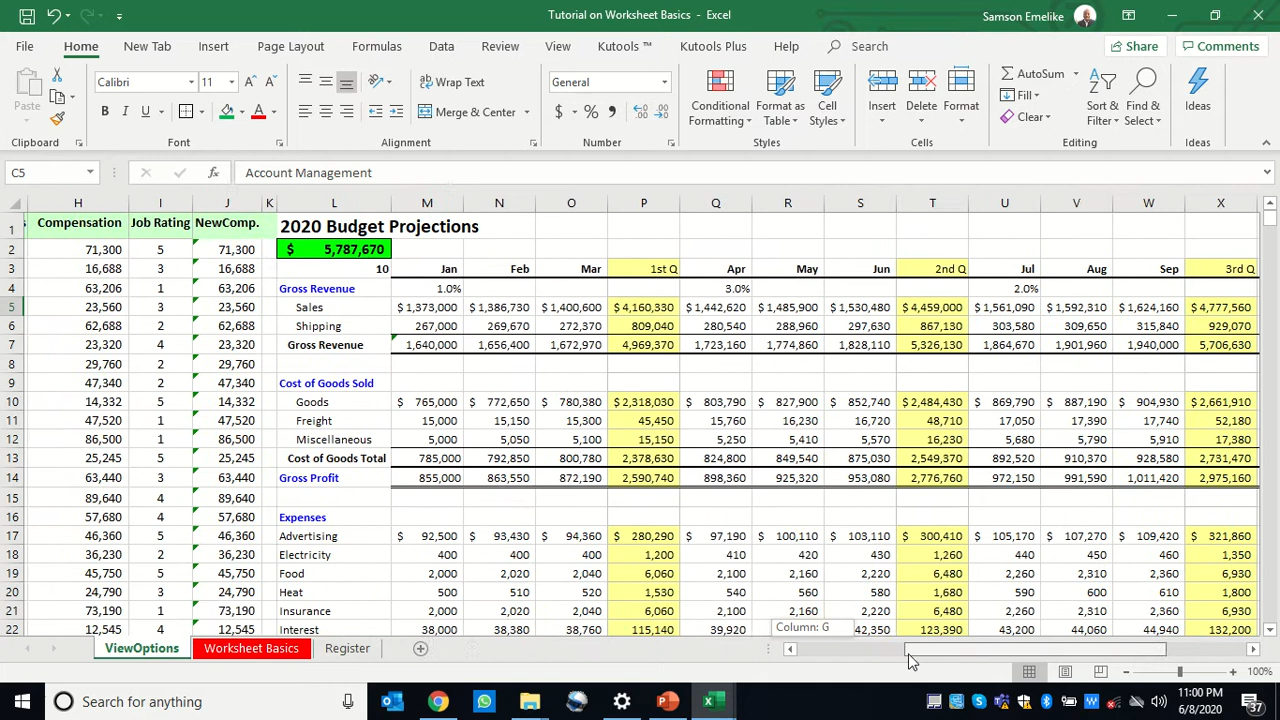 Tutorial on Worksheet Basics - Excel
Samson Emelike
File Home New Tab Insert Page Layout Formulas Data Review View Kutools ™ Kutools Plus Help Search Share Comments
Calibri 11 A A Wrap Text General AutoSum
Paste B I U A Merge & Center $ % , Conditional Formatting Format as Table Cell Styles Insert Delete Format Fill Clear Sort & Filter Find & Select Ideas
Clipboard Font Alignment Number Styles Cells Editing Ideas
C5 fx Account Management
H I J K L M N O P Q R S T U V W X
1 Compensation Job Rating NewComp. 2020 Budget Projections
2 71,300 5 71,300 $ 5,787,670
3 16,688 3 16,688 10 Jan Feb Mar 1st Q Apr May Jun 2nd Q Jul Aug Sep 3rd Q
4 63,206 1 63,206 Gross Revenue 1.0% 3.0% 2.0%
5 23,560 3 23,560 Sales $ 1,373,000 $ 1,386,730 $ 1,400,600 $ 4,160,330 $ 1,442,620 $ 1,485,900 $ 1,530,480 $ 4,459,000 $ 1,561,090 $ 1,592,310 $ 1,624,160 $ 4,777,560
6 62,688 2 62,688 Shipping 267,000 269,670 272,370 809,040 280,540 288,960 297,630 867,130 303,580 309,650 315,840 929,070
7 23,320 4 23,320 Gross Revenue 1,640,000 1,656,400 1,672,970 4,969,370 1,723,160 1,774,860 1,828,110 5,326,130 1,864,670 1,901,960 1,940,000 5,706,630
8 29,760 2 29,760
9 47,340 2 47,340 Cost of Goods Sold
10 14,332 5 14,332 Goods $ 765,000 $ 772,650 $ 780,380 $ 2,318,030 $ 803,790 $ 827,900 $ 852,740 $ 2,484,430 $ 869,790 $ 887,190 $ 904,930 $ 2,661,910
11 47,520 1 47,520 Freight 15,000 15,150 15,300 45,450 15,760 16,230 16,720 48,710 17,050 17,390 17,740 52,180
12 86,500 1 86,500 Miscellaneous 5,000 5,050 5,100 15,150 5,250 5,410 5,570 16,230 5,680 5,790 5,910 17,380
13 25,245 5 25,245 Cost of Goods Total 785,000 792,850 800,780 2,378,630 824,800 849,540 875,030 2,549,370 892,520 910,370 928,580 2,731,470
14 63,440 3 63,440 Gross Profit 855,000 863,550 872,190 2,590,740 898,360 925,320 953,080 2,776,760 972,150 991,590 1,011,420 2,975,160
15 89,640 4 89,640
16 57,680 4 57,680 Expenses
17 46,360 5 46,360 Advertising $ 92,500 $ 93,430 $ 94,360 $ 280,290 $ 97,190 $ 100,110 $ 103,110 $ 300,410 $ 105,170 $ 107,270 $ 109,420 $ 321,860
18 36,230 2 36,230 Electricity 400 400 400 1,200 410 420 430 1,260 440 450 460 1,350
19 45,750 5 45,750 Food 2,000 2,020 2,040 6,060 2,100 2,160 2,220 6,480 2,260 2,310 2,360 6,930
20 24,790 3 24,790 Heat 500 510 520 1,530 540 560 580 1,680 590 600 610 1,800
21 73,190 1 73,190 Insurance 2,000 2,020 2,040 6,060 2,100 2,160 2,220 6,480 2,260 2,310 2,360 6,930
22 12,545 4 12,545 Interest 38,000 38,380 38,760 115,140 39,920 42,350 123,390 43,200 44,060 44,940 132,200
Column: G
ViewOptions Worksheet Basics Register
100%
Search for anything
11:00 PM
6/8/2020
37